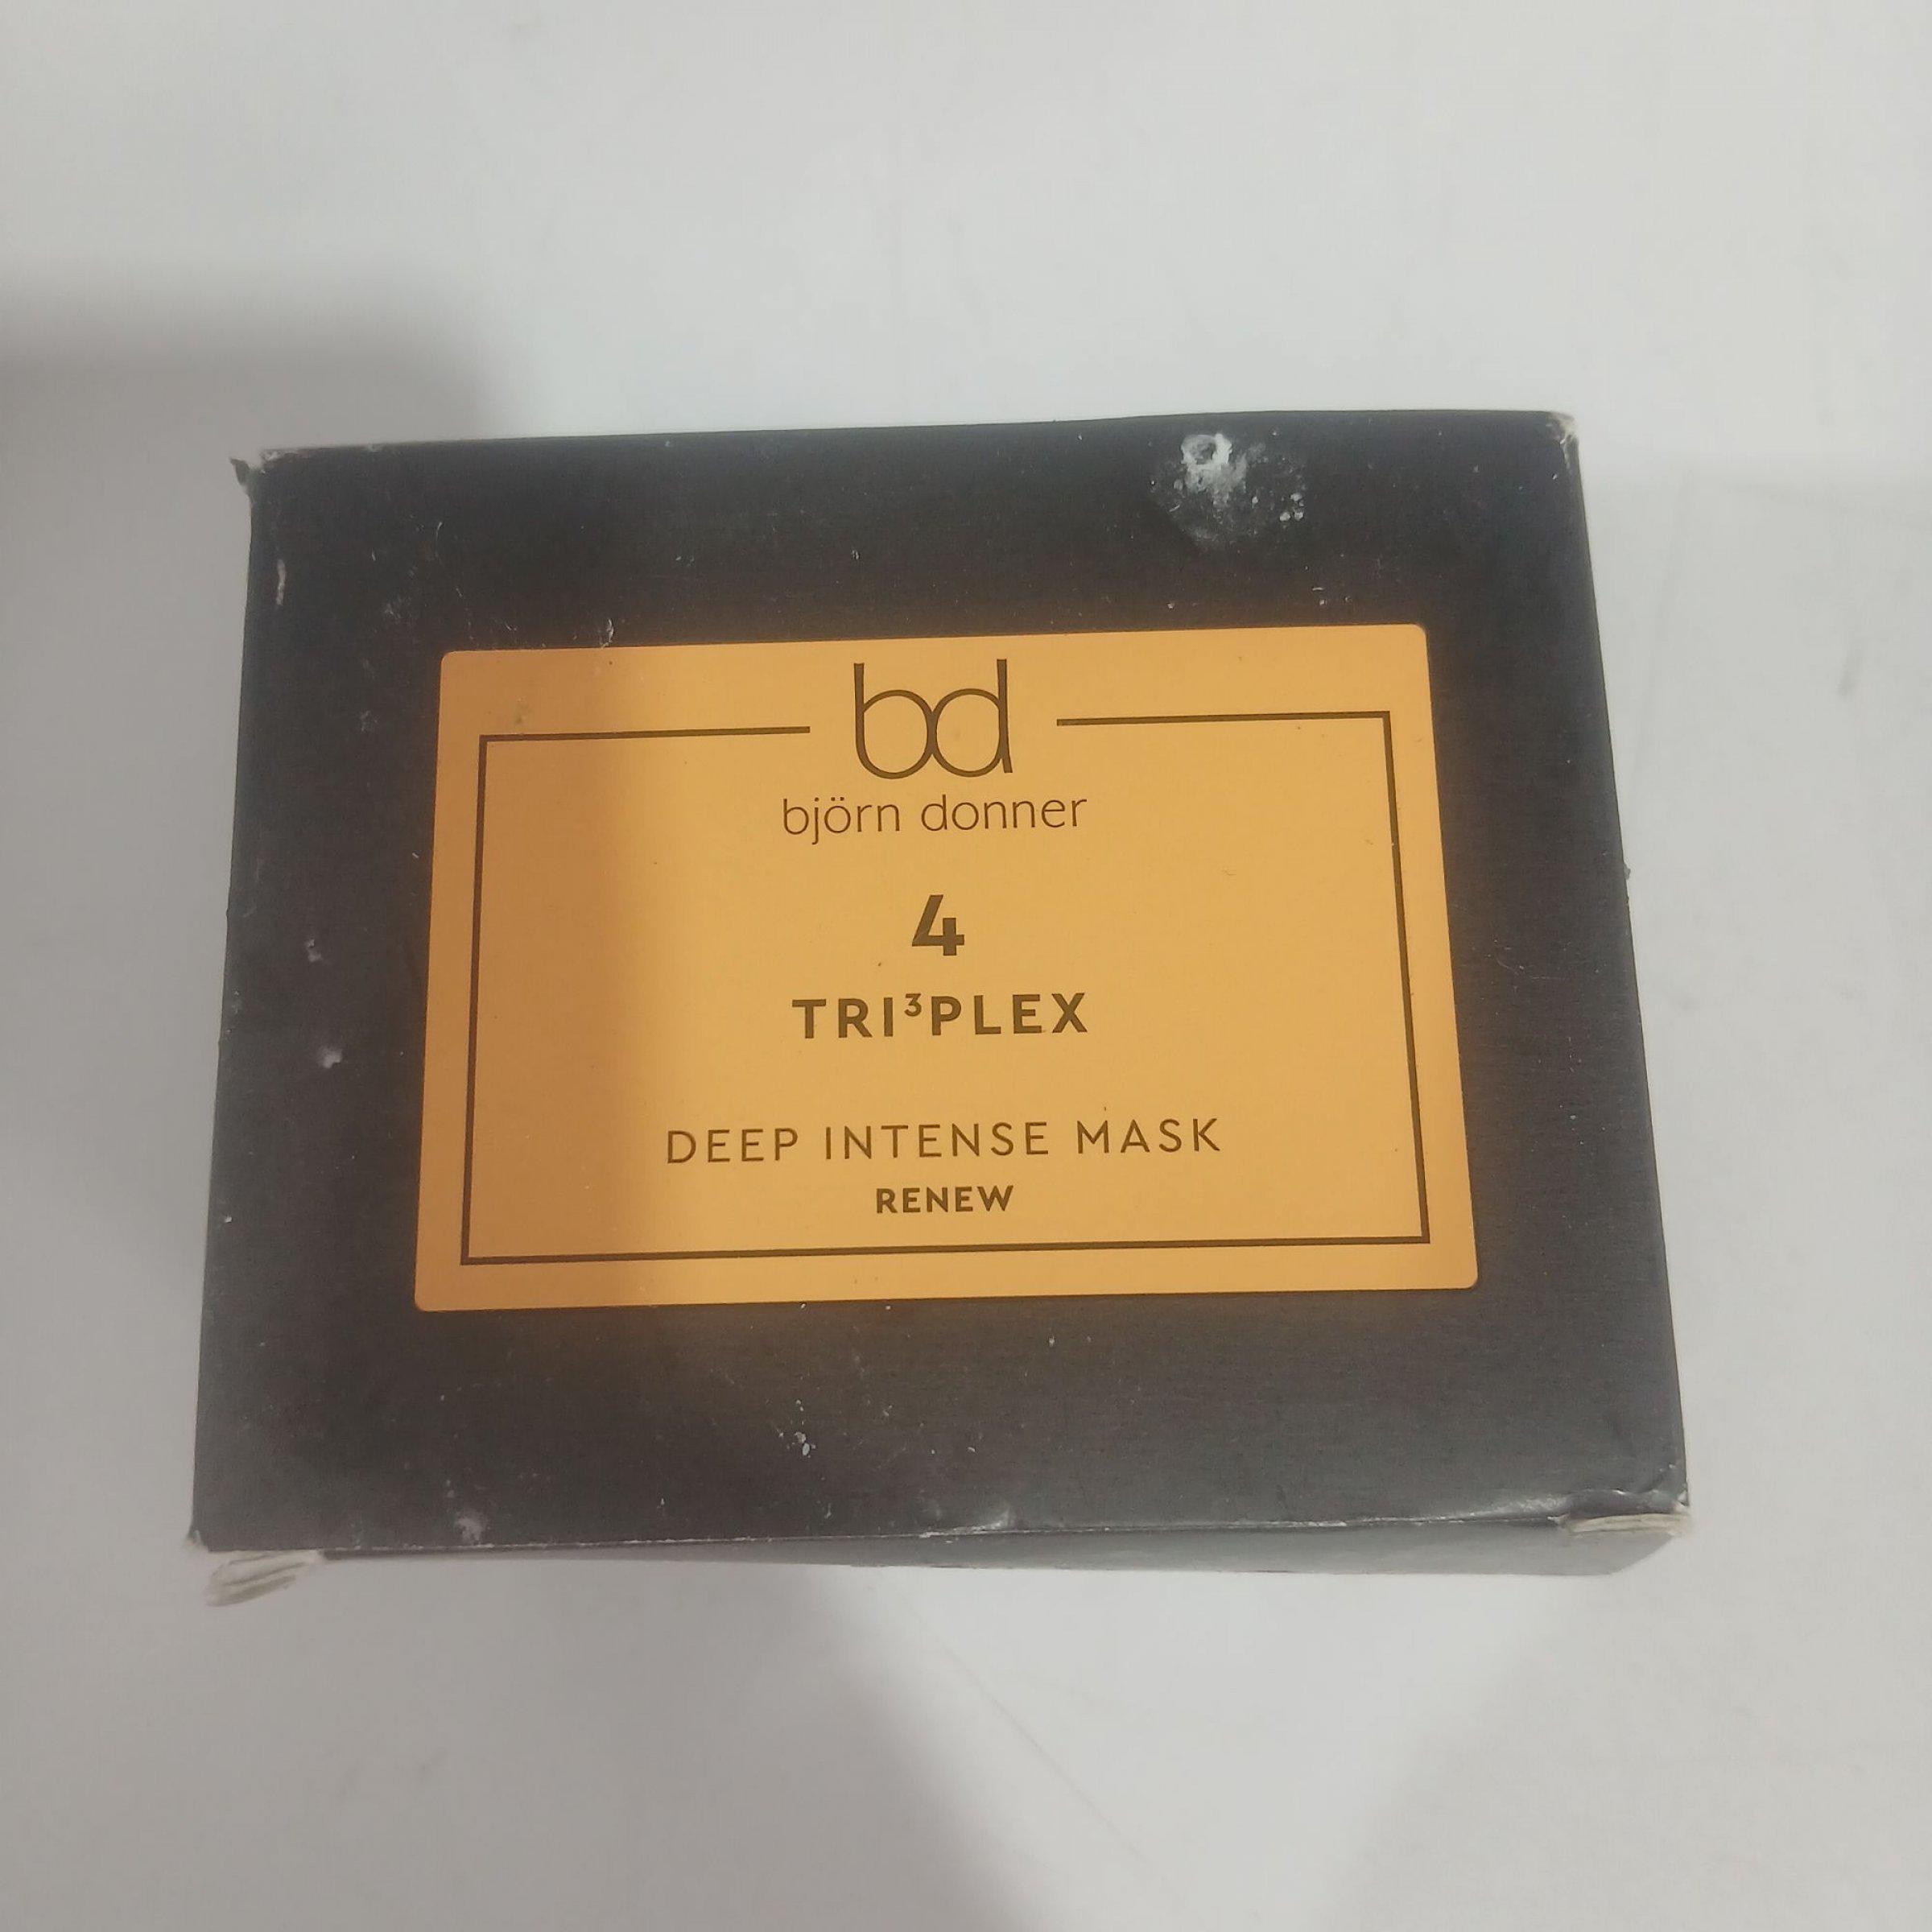 bd
björn donner
4
TRI³PLEX
DEEP INTENSE MASK
RENEW